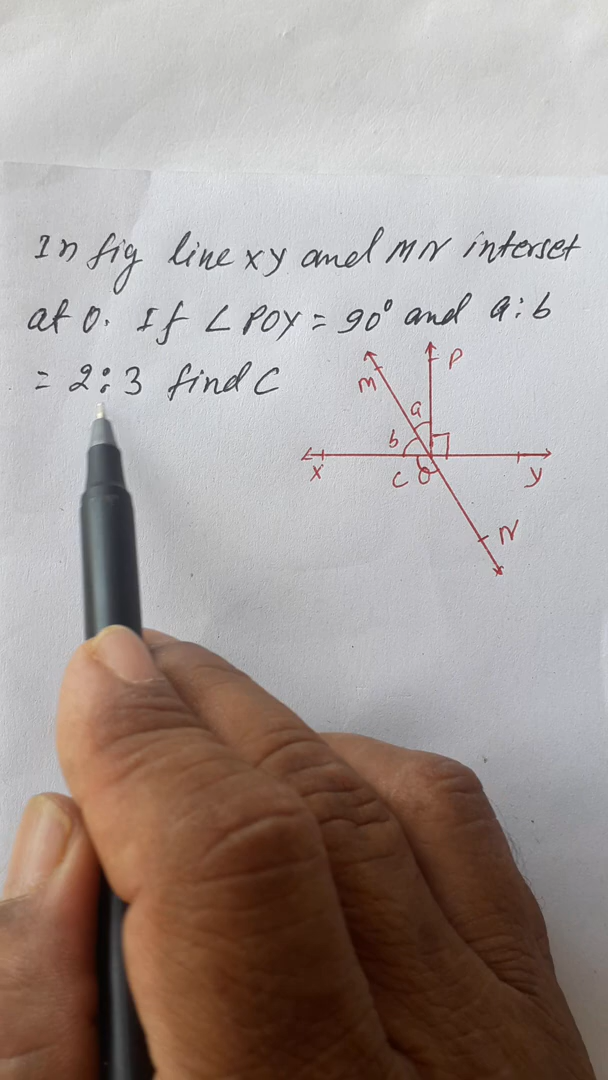 In fig line XY and MN interset
at O. If ∠POY = 90° and a:b
= 2:3 find C
P
M
a
b
X
C
O
Y
N